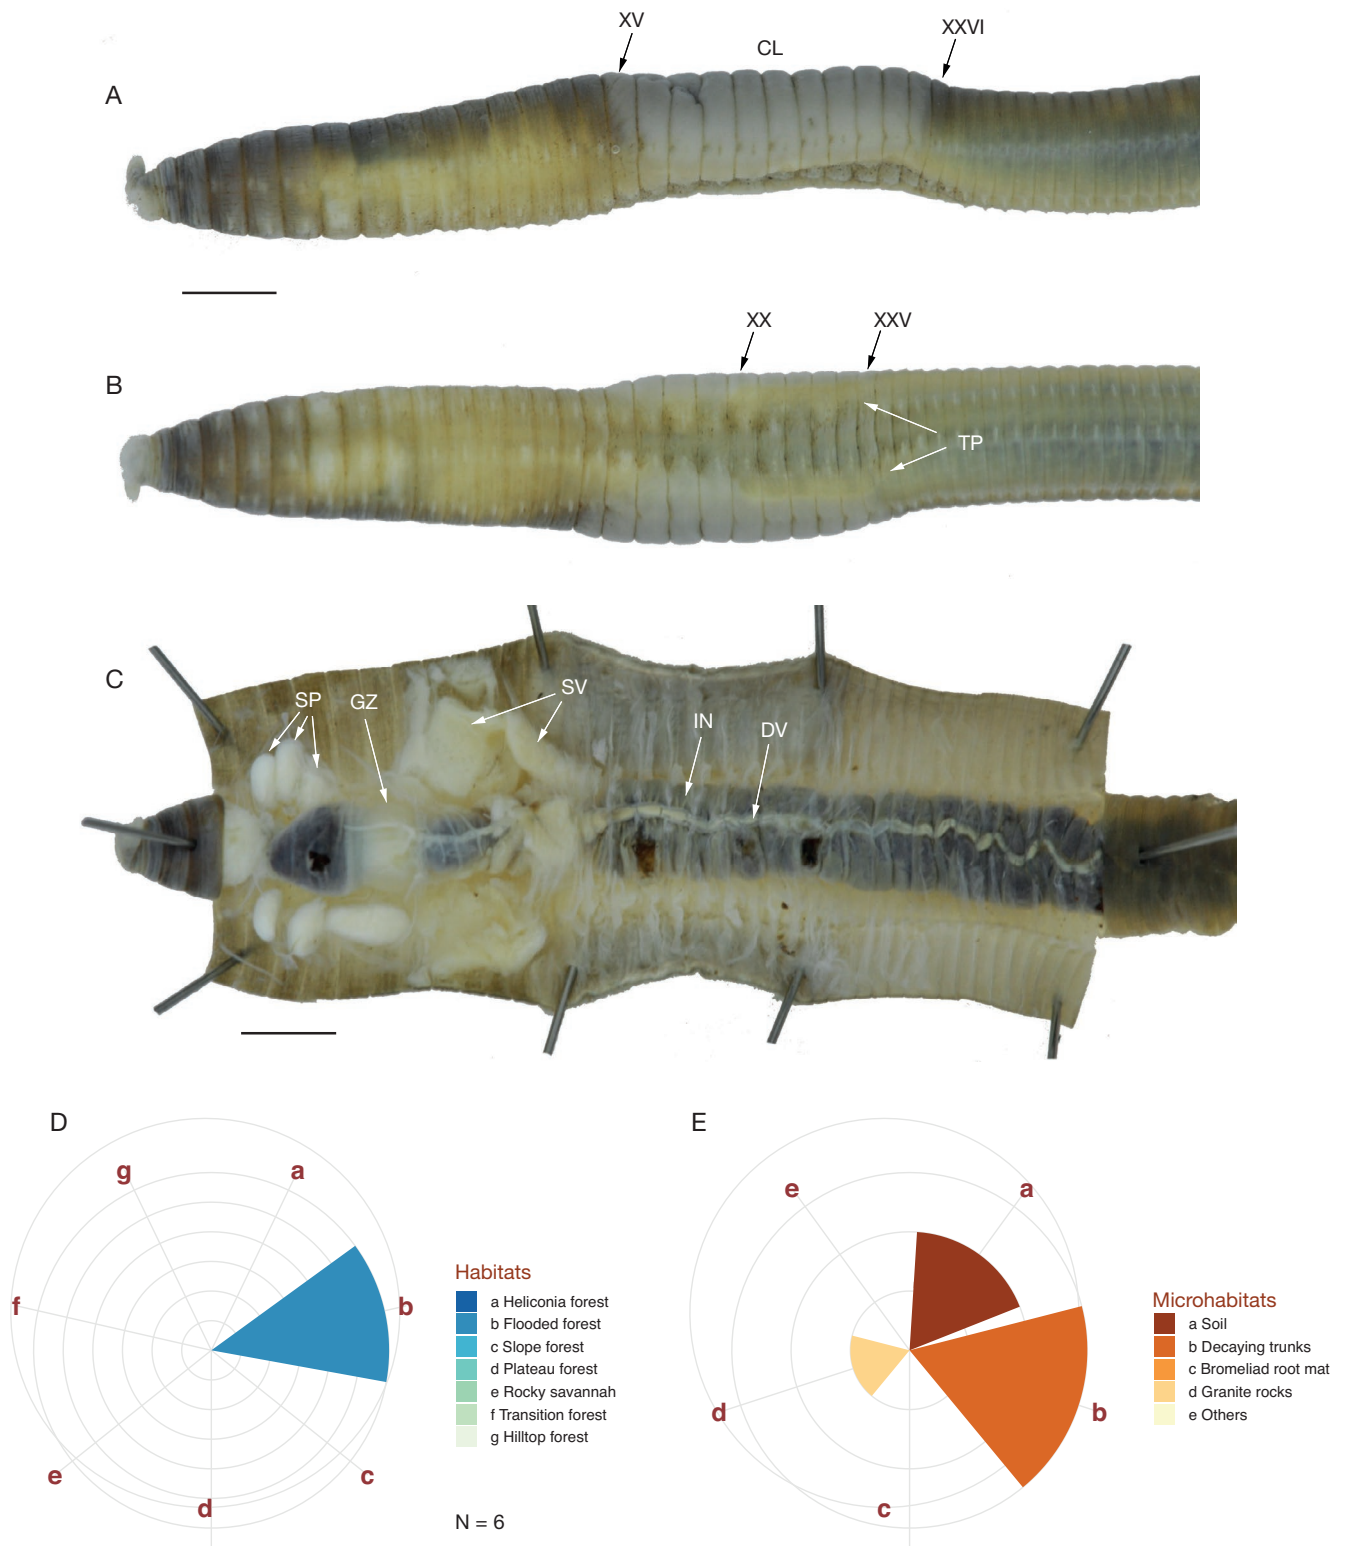 XV
CL
XXVI
A
XX
XXV
B
TP
C
SP
GZ
SV
IN
DV
D
g
a
f
b
e
c
d
Habitats
a Heliconia forest
b Flooded forest
c Slope forest
d Plateau forest
e Rocky savannah
f Transition forest
g Hilltop forest
N = 6
E
e
a
d
b
c
Microhabitats
a Soil
b Decaying trunks
c Bromeliad root mat
d Granite rocks
e Others